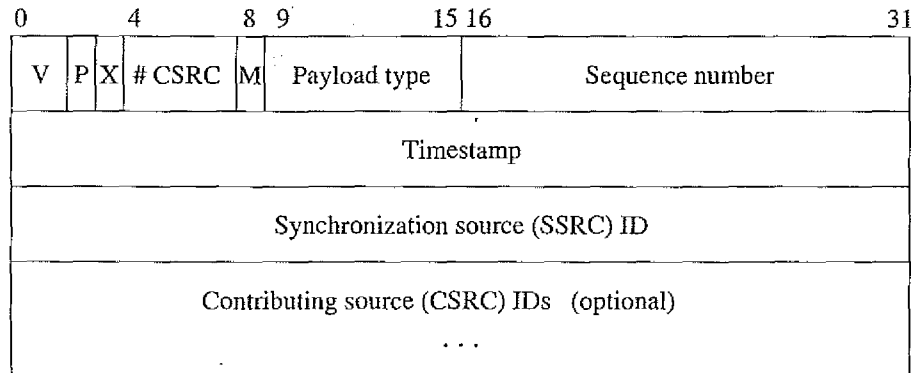 0 4 8 9 15 16 31
V P X # CSRC M Payload type Sequence number
Timestamp
Synchronization source (SSRC) ID
Contributing source (CSRC) IDs (optional)
. . .